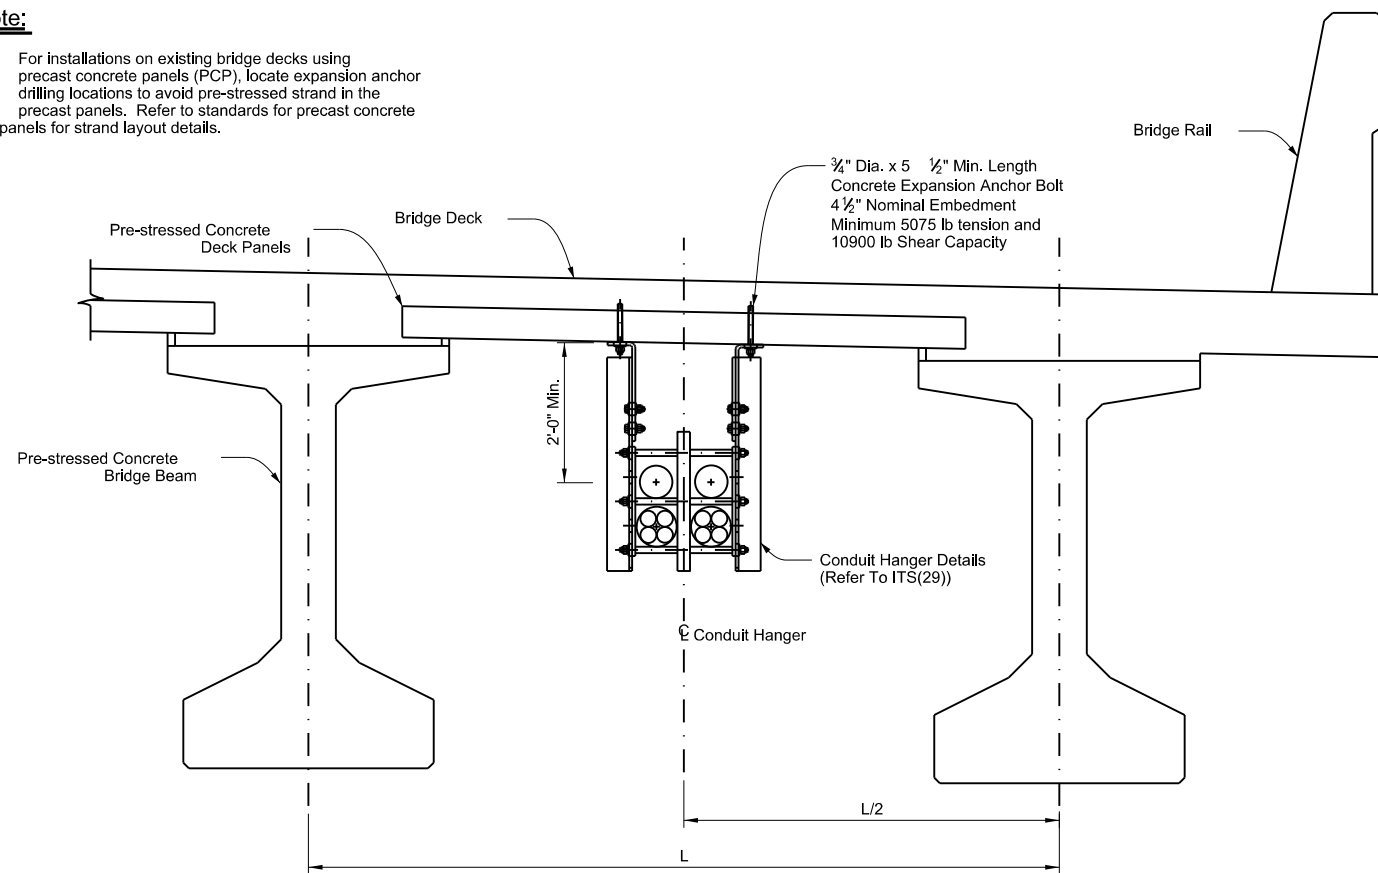 ote:
For installations on existing bridge decks using
precast concrete panels (PCP), locate expansion anchor
drilling locations to avoid pre-stressed strand in the
precast panels. Refer to standards for precast concrete
panels for strand layout details.
Bridge Rail
¾" Dia. x 5 ½" Min. Length
Concrete Expansion Anchor Bolt
4 ½" Nominal Embedment
Minimum 5075 lb tension and
10900 lb Shear Capacity
Bridge Deck
Pre-stressed Concrete
Deck Panels
2'-0" Min.
Pre-stressed Concrete
Bridge Beam
Conduit Hanger Details
(Refer To ITS(29))
℄ Conduit Hanger
L/2
L